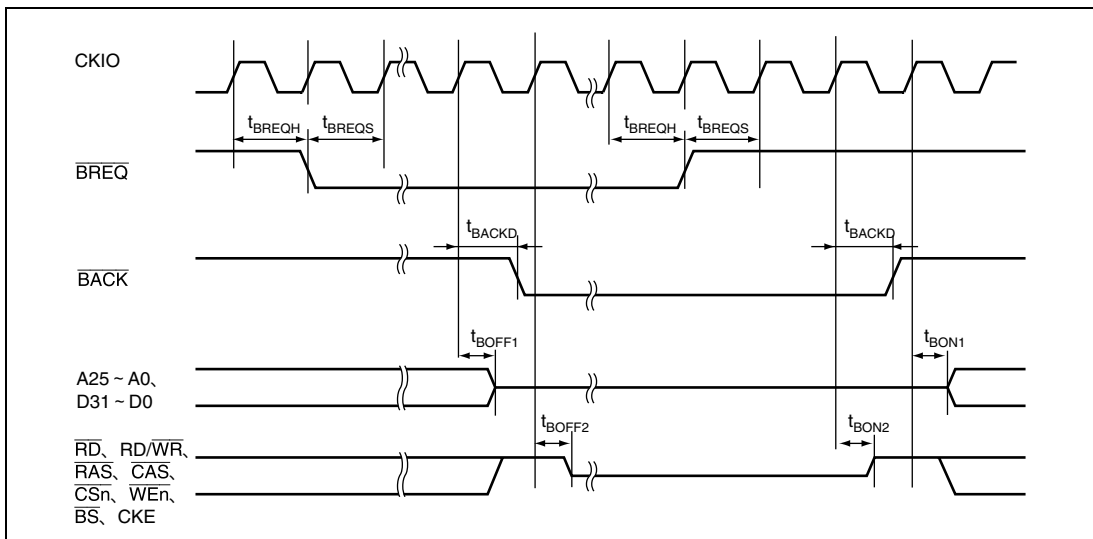 CKIO
tBREQH tBREQS tBREQH tBREQS
BREQ
tBACKD tBACKD
BACK
tBOFF1 tBON1
A25 ~ A0、
D31 ~ D0
tBOFF2 tBON2
RD、 RD/WR、
RAS、 CAS、
CSn、 WEn、
BS、 CKE